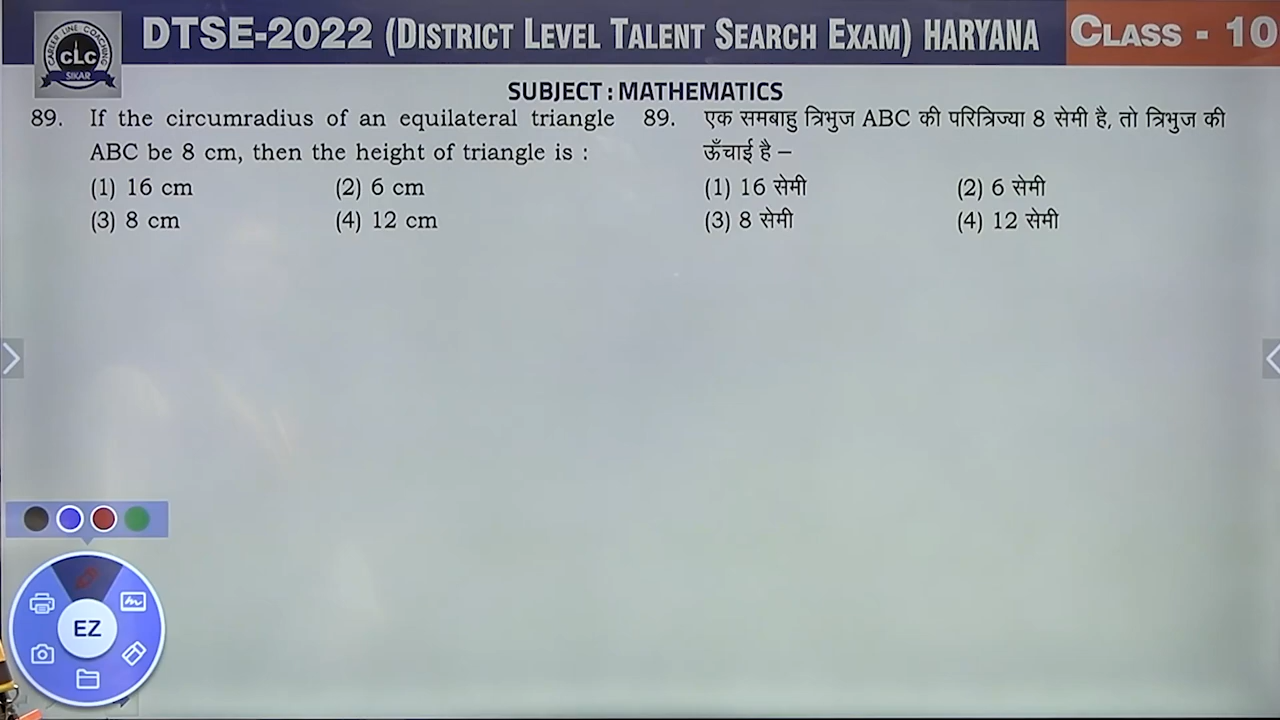 DTSE-2022 (DISTRICT LEVEL TALENT SEARCH EXAM) HARYANA
CLASS - 10
CAREER LINE COACHING
CLC
SIKAR
SUBJECT : MATHEMATICS
89. If the circumradius of an equilateral triangle
ABC be 8 cm, then the height of triangle is :
(1) 16 cm (2) 6 cm
(3) 8 cm (4) 12 cm
89. एक समबाहु त्रिभुज ABC की परित्रिज्या 8 सेमी है, तो त्रिभुज की
ऊँचाई है –
(1) 16 सेमी (2) 6 सेमी
(3) 8 सेमी (4) 12 सेमी
EZ